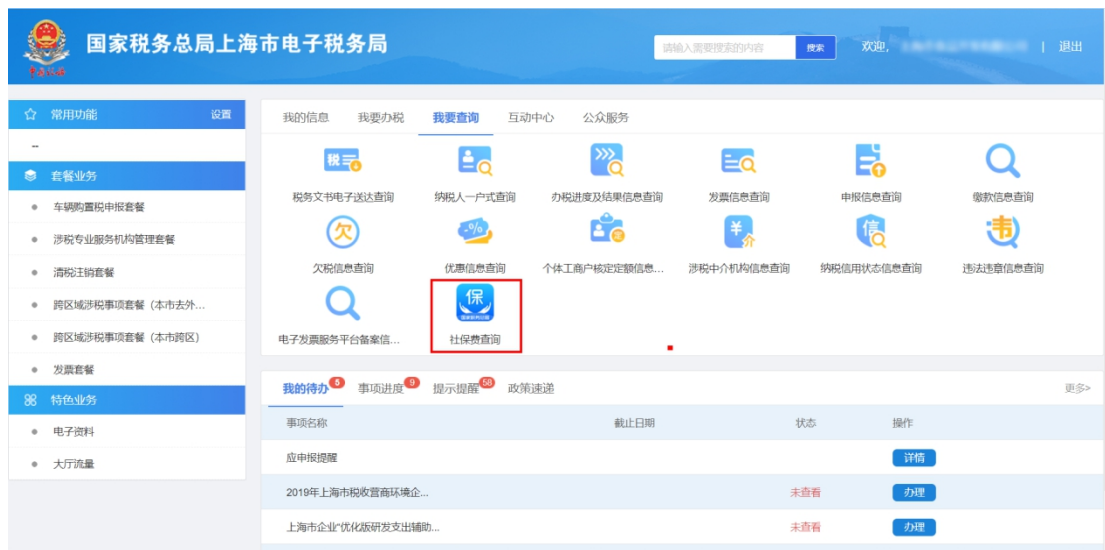 国家税务总局上海市电子税务局
请输入需要搜索的内容 搜索 欢迎, | 退出
常用功能 设置
--
套餐业务
车辆购置税申报套餐
涉税专业服务机构管理套餐
清税注销套餐
跨区域涉税事项套餐（本市去外...
跨区域涉税事项套餐（本市跨区）
发票套餐
特色业务
电子资料
大厅流量
我的信息 我要办税 我要查询 互动中心 公众服务
税务文书电子送达查询 纳税人一户式查询 办税进度及结果信息查询 发票信息查询 申报信息查询 缴款信息查询
欠税信息查询 优惠信息查询 个体工商户核定定额信息... 涉税中介机构信息查询 纳税信用状态信息查询 违法违章信息查询
电子发票服务平台备案信... 社保费查询
我的待办 5 事项进度 9 提示提醒 58 政策速递 更多>
事项名称 截止日期 状态 操作
应申报提醒 详情
2019年上海市税收营商环境企... 未查看 办理
上海市企业“优化版研发支出辅助... 未查看 办理